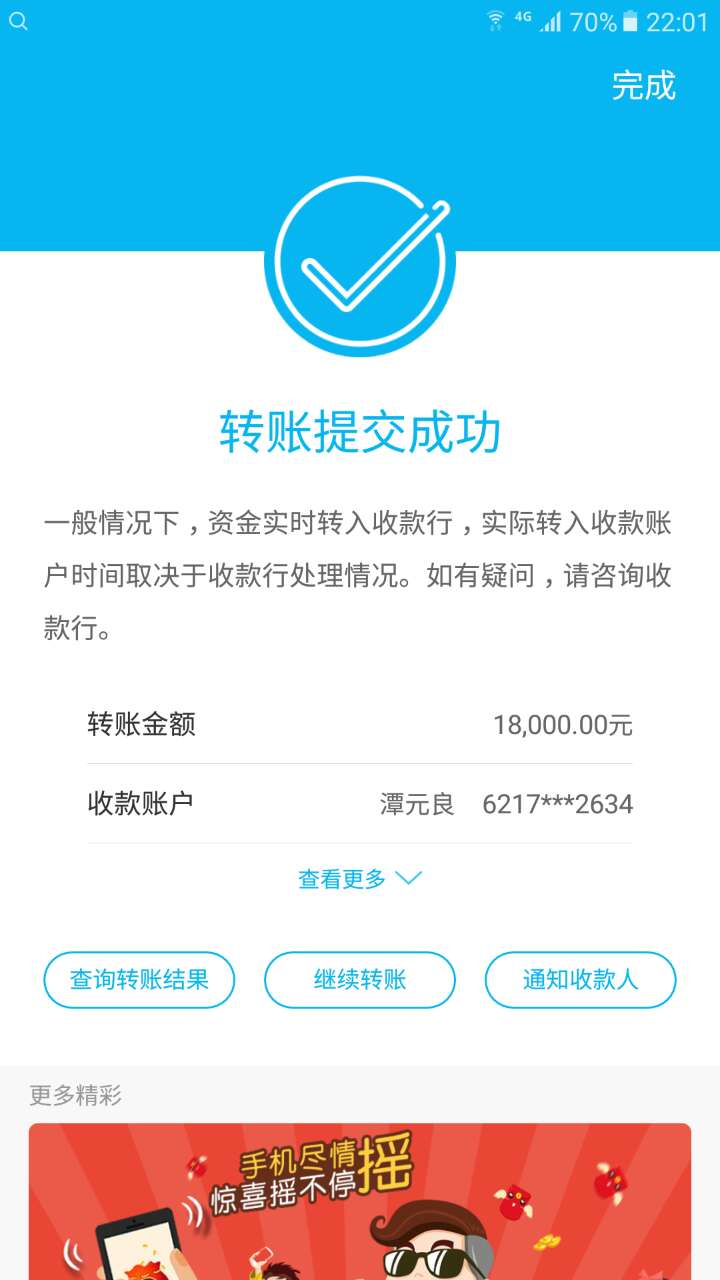 4G 70% 22:01
完成
转账提交成功
一般情况下，资金实时转入收款行，实际转入收款账
户时间取决于收款行处理情况。如有疑问，请咨询收
款行。
转账金额 18,000.00元
收款账户 潭元良 6217***2634
查看更多
查询转账结果 继续转账 通知收款人
更多精彩
手机尽情摇
惊喜摇不停